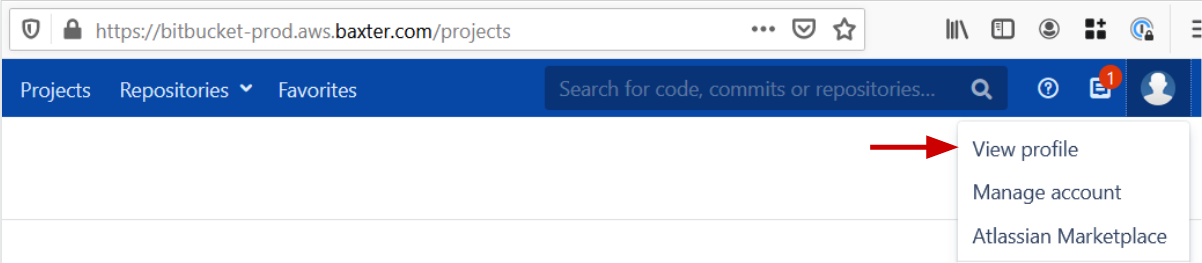 https://bitbucket-prod.aws.baxter.com/projects
Projects Repositories Favorites Search for code, commits or repositories... 1
View profile
Manage account
Atlassian Marketplace